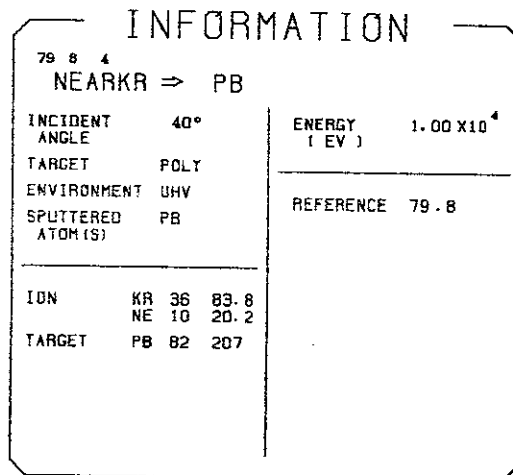 INFORMATION
79 8 4
NEARKR ⇒ PB
INCIDENT 40°
ANGLE
TARGET POLY
ENVIRONMENT UHV
SPUTTERED PB
ATOM(S)
ENERGY 1.00 X10⁴
( EV )
REFERENCE 79.8
ION KR 36 83.8
NE 10 20.2
TARGET PB 82 207